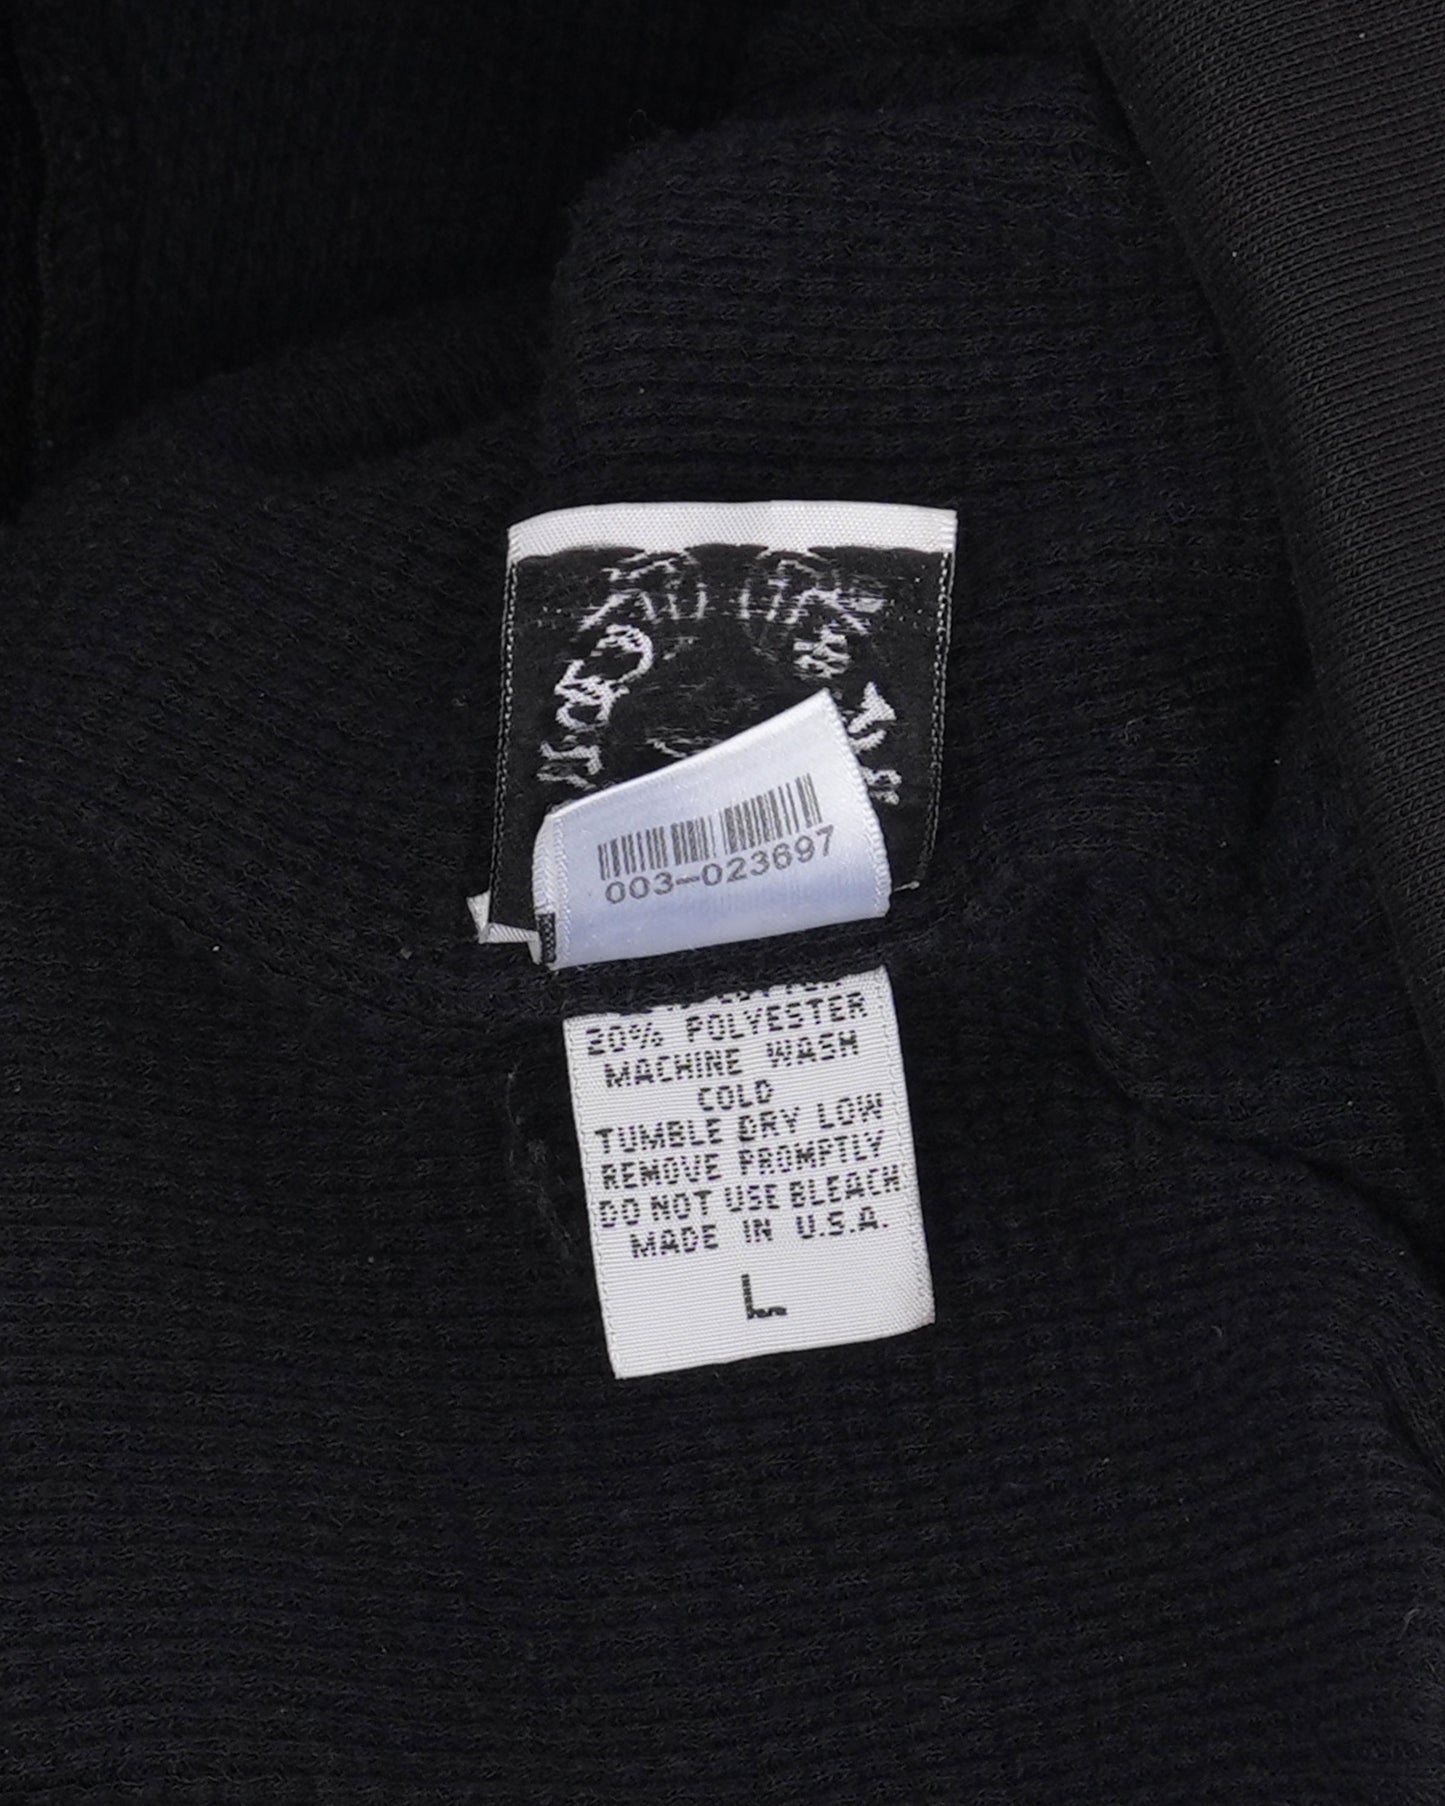 003-023697
20% POLYESTER
MACHINE WASH
COLD
TUMBLE DRY LOW
REMOVE PROMPTLY
DO NOT USE BLEACH
MADE IN U.S.A.
L